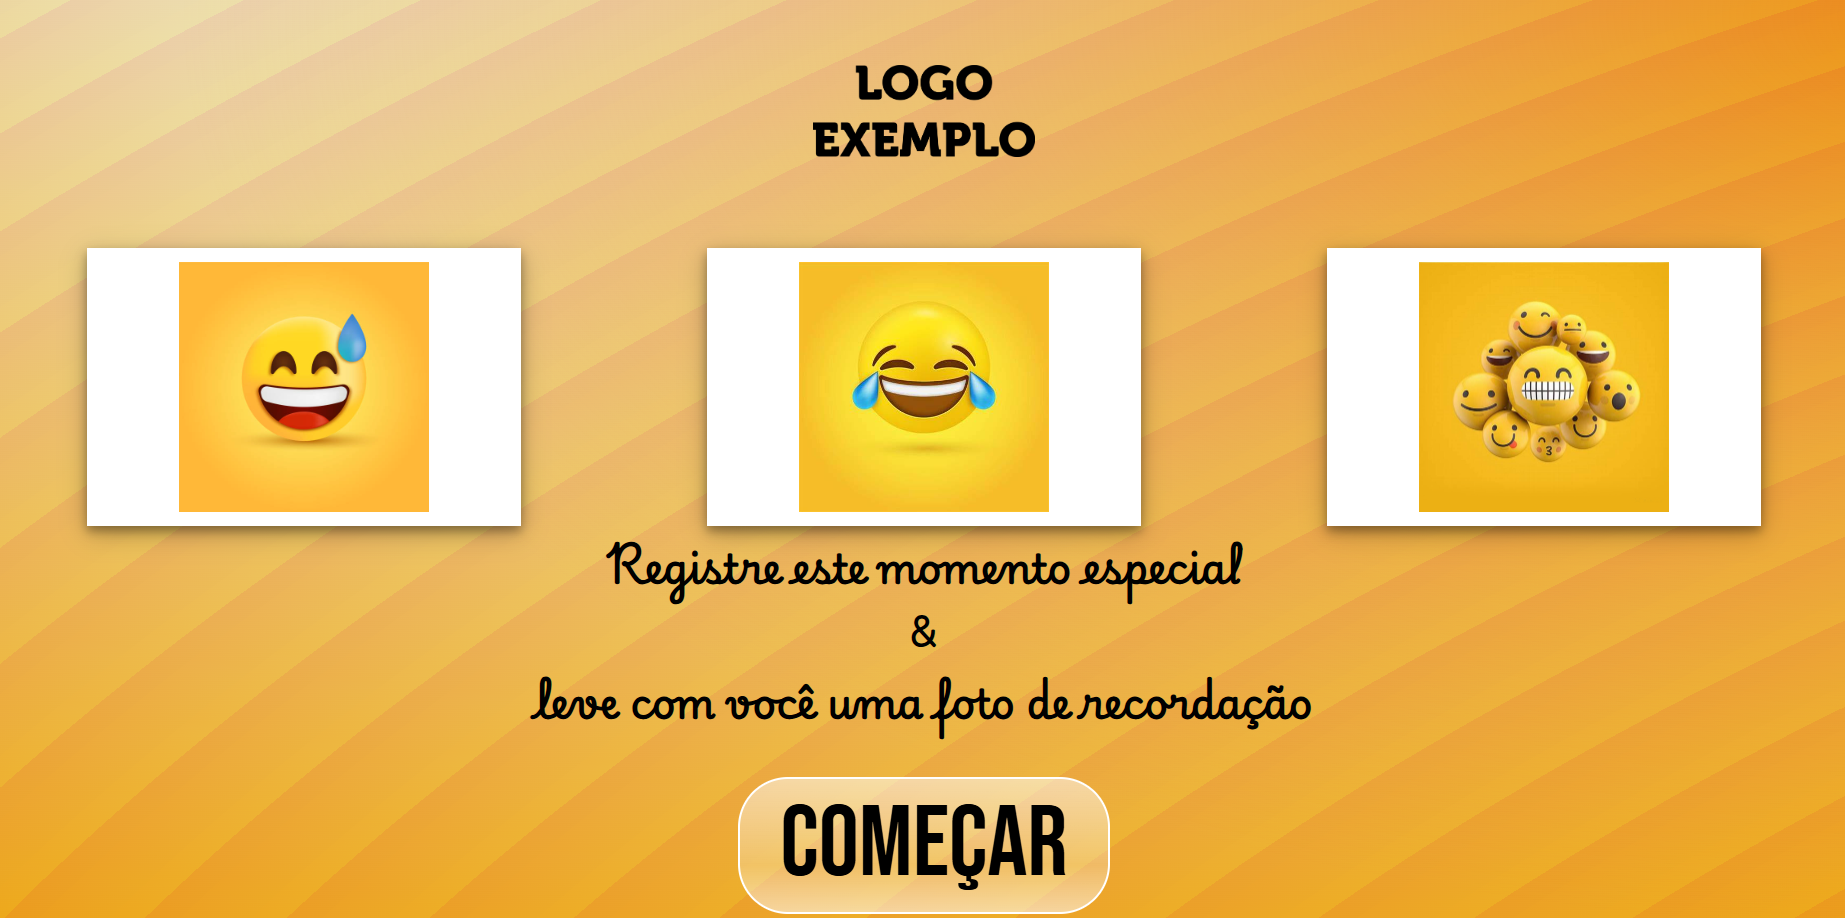 LOGO
EXEMPLO
Registre este momento especial
&
leve com você uma foto de recordação
COMEÇAR